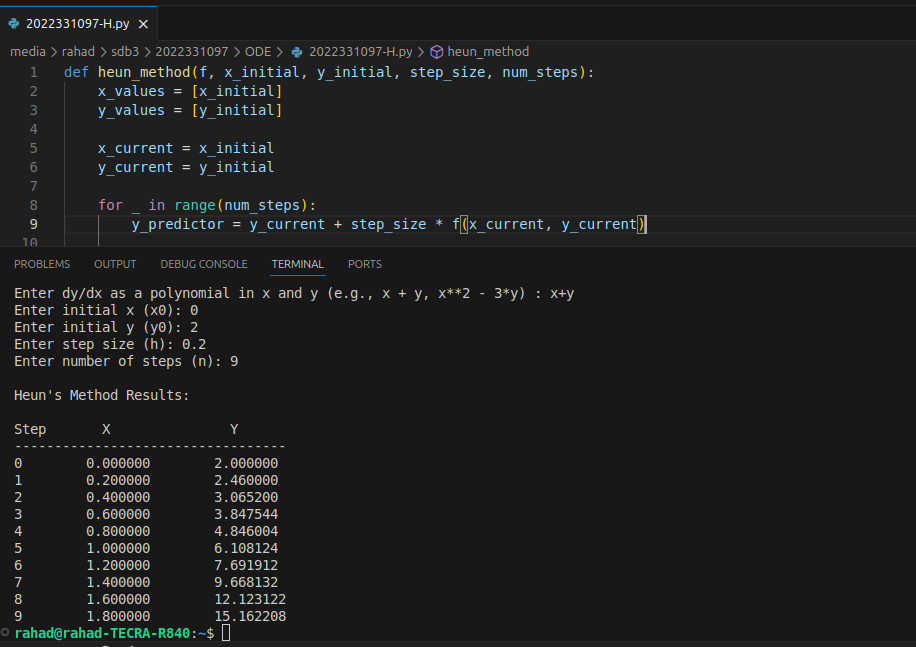 2022331097-H.py ×
media > rahad > sdb3 > 2022331097 > ODE > 2022331097-H.py > heun_method
1 def heun_method(f, x_initial, y_initial, step_size, num_steps):
2 x_values = [x_initial]
3 y_values = [y_initial]
4
5 x_current = x_initial
6 y_current = y_initial
7
8 for _ in range(num_steps):
9 y_predictor = y_current + step_size * f(x_current, y_current)
10
PROBLEMS OUTPUT DEBUG CONSOLE TERMINAL PORTS
Enter dy/dx as a polynomial in x and y (e.g., x + y, x**2 - 3*y) : x+y
Enter initial x (x0): 0
Enter initial y (y0): 2
Enter step size (h): 0.2
Enter number of steps (n): 9
Heun's Method Results:
Step X Y
----------------------------------
0 0.000000 2.000000
1 0.200000 2.460000
2 0.400000 3.065200
3 0.600000 3.847544
4 0.800000 4.846004
5 1.000000 6.108124
6 1.200000 7.691912
7 1.400000 9.668132
8 1.600000 12.123122
9 1.800000 15.162208
rahad@rahad-TECRA-R840:~$